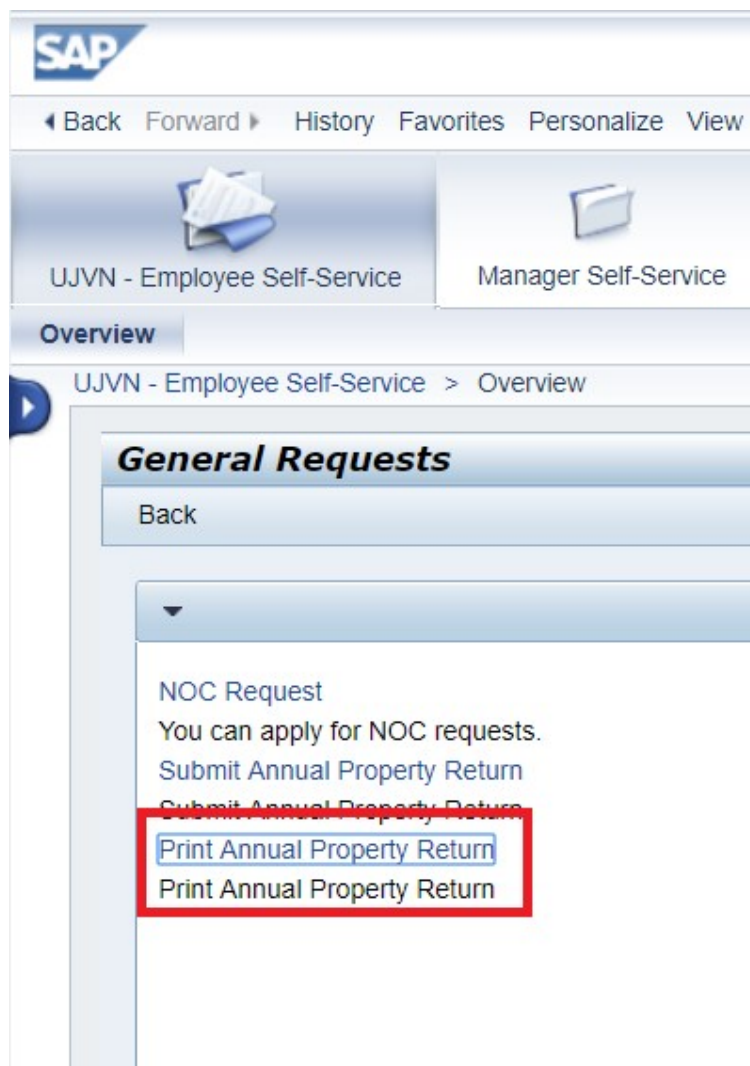 SAP
Back Forward History Favorites Personalize View
UJVN - Employee Self-Service Manager Self-Service
Overview
UJVN - Employee Self-Service > Overview
General Requests
Back
NOC Request
You can apply for NOC requests.
Submit Annual Property Return
Submit Annual Property Return
Print Annual Property Return
Print Annual Property Return